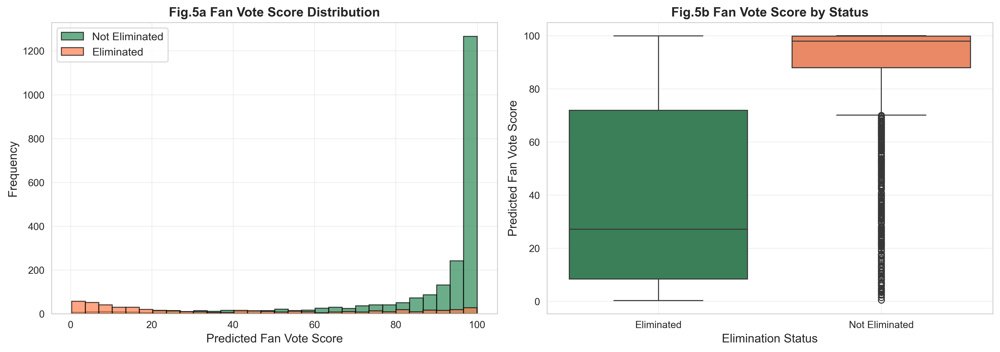 Fig.5a Fan Vote Score Distribution
Not Eliminated
Eliminated
Frequency
1200
1000
800
600
400
200
0
0 20 40 60 80 100
Predicted Fan Vote Score
Fig.5b Fan Vote Score by Status
Predicted Fan Vote Score
100
80
60
40
20
0
Eliminated Not Eliminated
Elimination Status